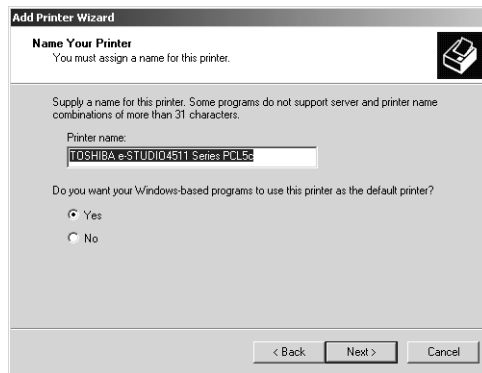 Add Printer Wizard
Name Your Printer
You must assign a name for this printer.
Supply a name for this printer. Some programs do not support server and printer name
combinations of more than 31 characters.
Printer name:
TOSHIBA e-STUDIO4511 Series PCL5c
Do you want your Windows-based programs to use this printer as the default printer?
Yes
No
< Back
Next >
Cancel